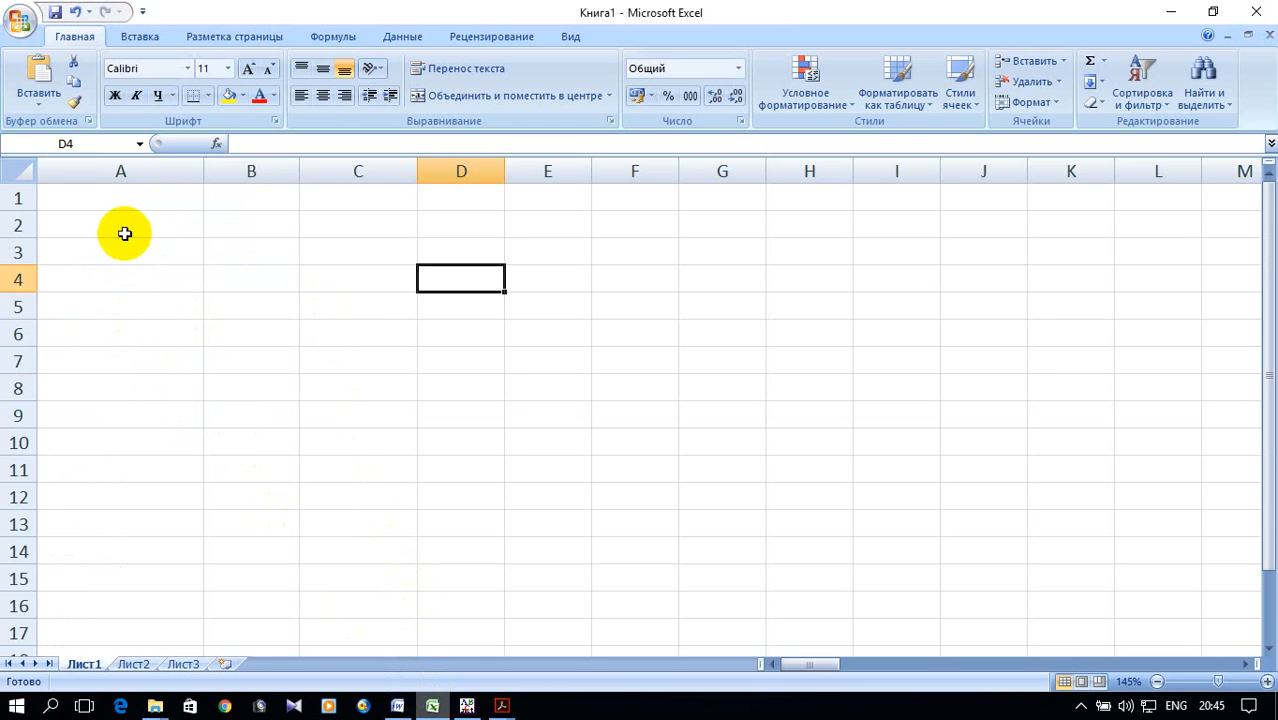 Книга1 - Microsoft Excel
Главная Вставка Разметка страницы Формулы Данные Рецензирование Вид
Вставить
Буфер обмена
Calibri 11
Ж К Ч
Шрифт
Перенос текста
Объединить и поместить в центре
Выравнивание
Общий
% 000
Число
Условное форматирование
Форматировать как таблицу
Стили ячеек
Стили
Вставить
Удалить
Формат
Ячейки
Σ
Сортировка и фильтр
Найти и выделить
Редактирование
D4 fx
A B C D E F G H I J K L M
1
2
3
4
5
6
7
8
9
10
11
12
13
14
15
16
17
Лист1 Лист2 Лист3
Готово 145%
ENG 20:45